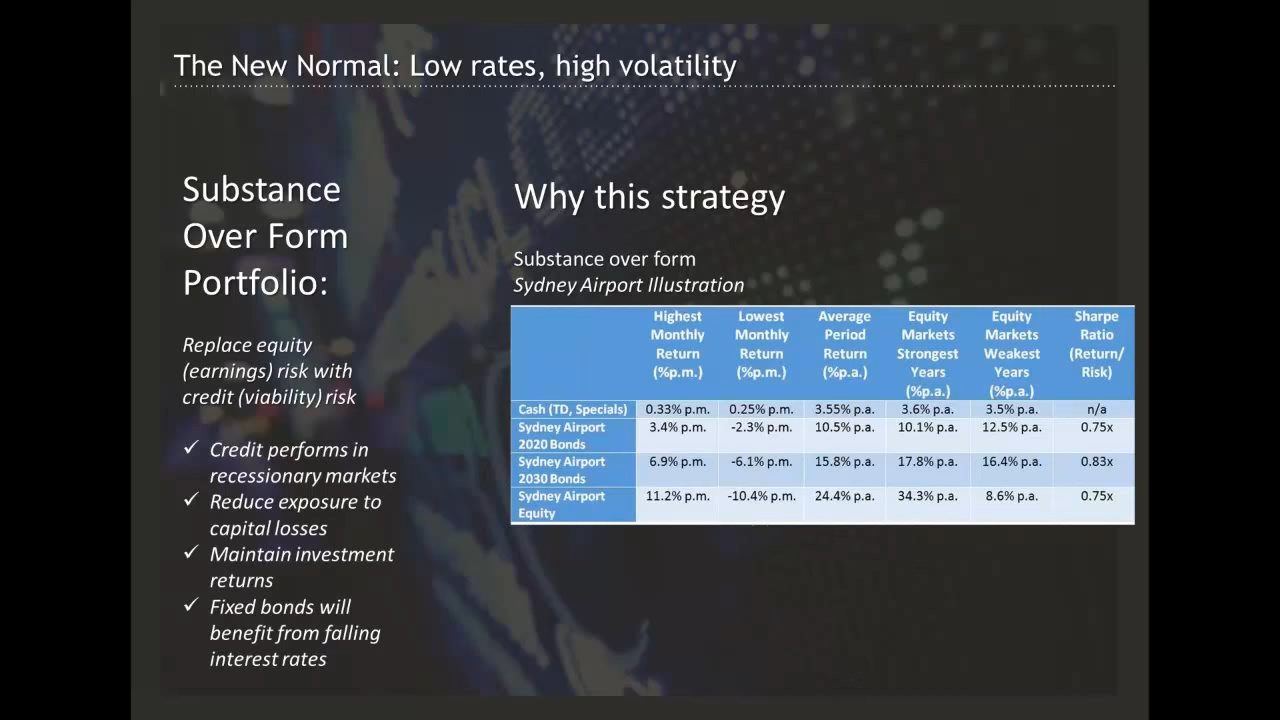 The New Normal: Low rates, high volatility
Substance
Over Form
Portfolio:
Replace equity
(earnings) risk with
credit (viability) risk
✓ Credit performs in
recessionary markets
✓ Reduce exposure to
capital losses
✓ Maintain investment
returns
✓ Fixed bonds will
benefit from falling
interest rates
Why this strategy
Substance over form
Sydney Airport Illustration
Highest Monthly Return (%p.m.) Lowest Monthly Return (%p.m.) Average Period Return (%p.a.) Equity Markets Strongest Years (%p.a.) Equity Markets Weakest Years (%p.a.) Sharpe Ratio (Return/ Risk)
Cash (TD, Specials) 0.33% p.m. 0.25% p.m. 3.55% p.a. 3.6% p.a. 3.5% p.a. n/a
Sydney Airport 2020 Bonds 3.4% p.m. -2.3% p.m. 10.5% p.a. 10.1% p.a. 12.5% p.a. 0.75x
Sydney Airport 2030 Bonds 6.9% p.m. -6.1% p.m. 15.8% p.a. 17.8% p.a. 16.4% p.a. 0.83x
Sydney Airport Equity 11.2% p.m. -10.4% p.m. 24.4% p.a. 34.3% p.a. 8.6% p.a. 0.75x